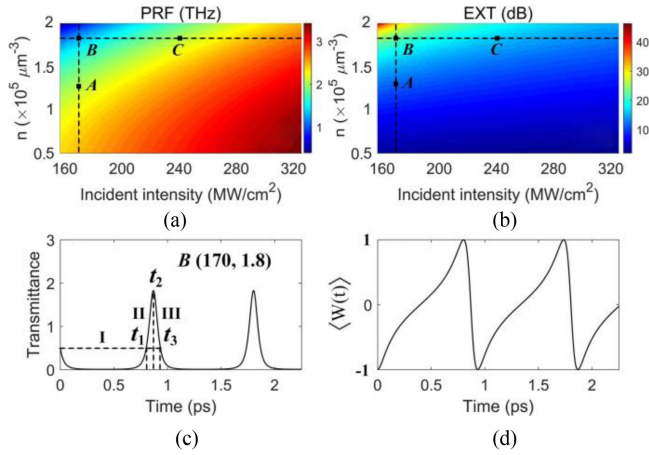 PRF (THz)
EXT (dB)
n (×10⁵ μm⁻³)
2
1.5
1
0.5
B
C
A
160
200
240
280
320
Incident intensity (MW/cm²)
3
2
1
(a)
n (×10⁵ μm⁻³)
2
1.5
1
0.5
B
C
A
160
200
240
280
320
Incident intensity (MW/cm²)
40
30
20
10
(b)
Transmittance
3
2
1
0
B (170, 1.8)
t₂
II
III
I
t₁
t₃
0
0.5
1
1.5
2
Time (ps)
(c)
⟨W(t)⟩
1
0
-1
0
0.5
1
1.5
2
Time (ps)
(d)